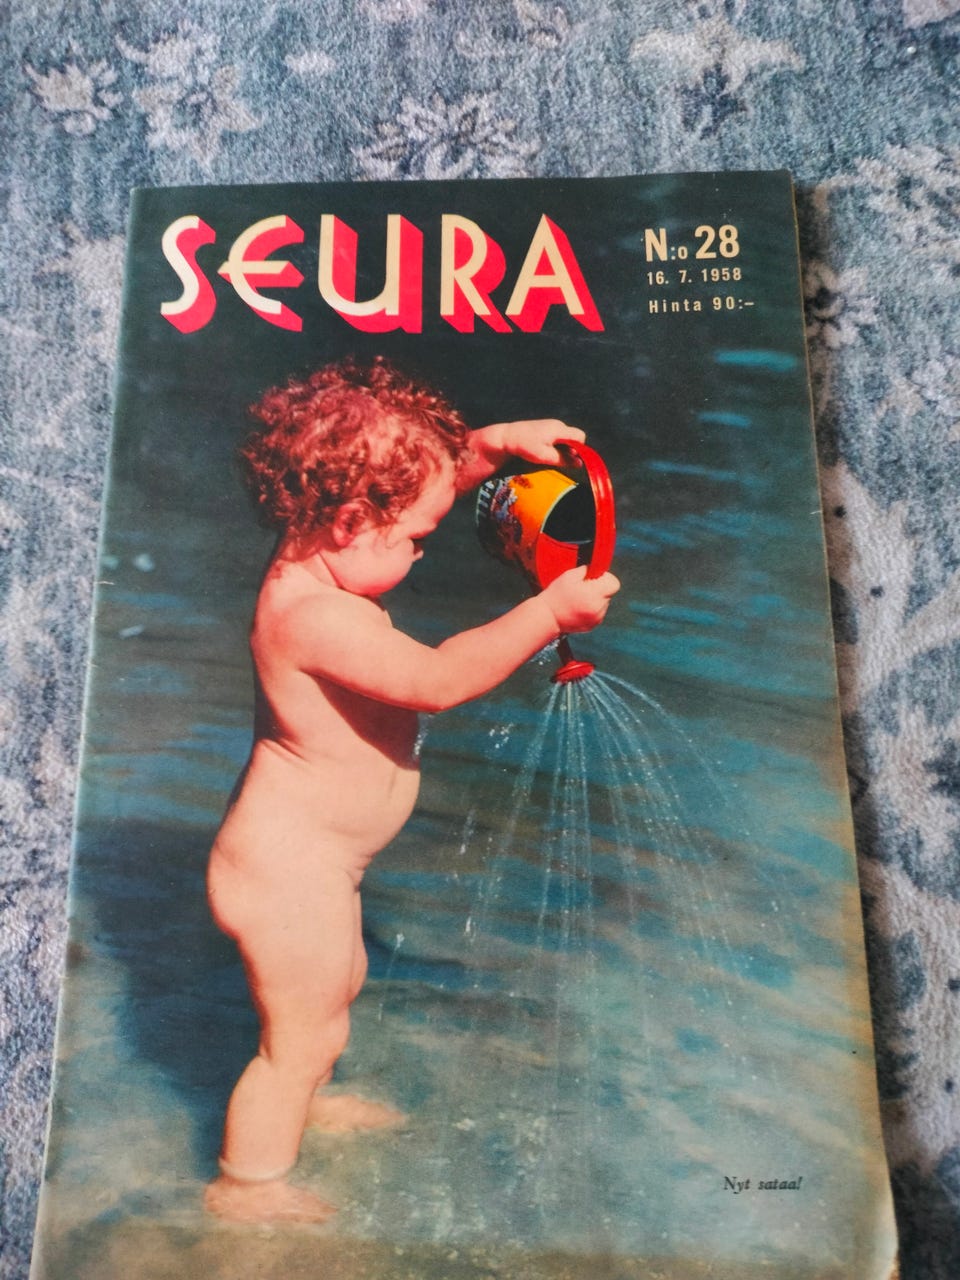 SEURA
N:o 28
16. 7. 1958
Hinta 90:–
Nyt sataa!